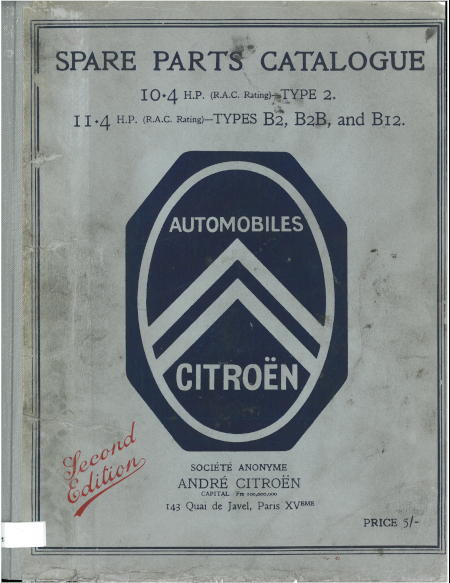 SPARE PARTS CATALOGUE
10·4 H.P. (R.A.C. Rating)—TYPE 2.
11·4 H.P. (R.A.C. Rating)—TYPES B2, B2B, and B12.
AUTOMOBILES
CITROËN
Second
Edition
SOCIÉTÉ ANONYME
ANDRÉ CITROËN
CAPITAL Frs 100,000,000
143 Quai de Javel, Paris XVEME
PRICE 5/-